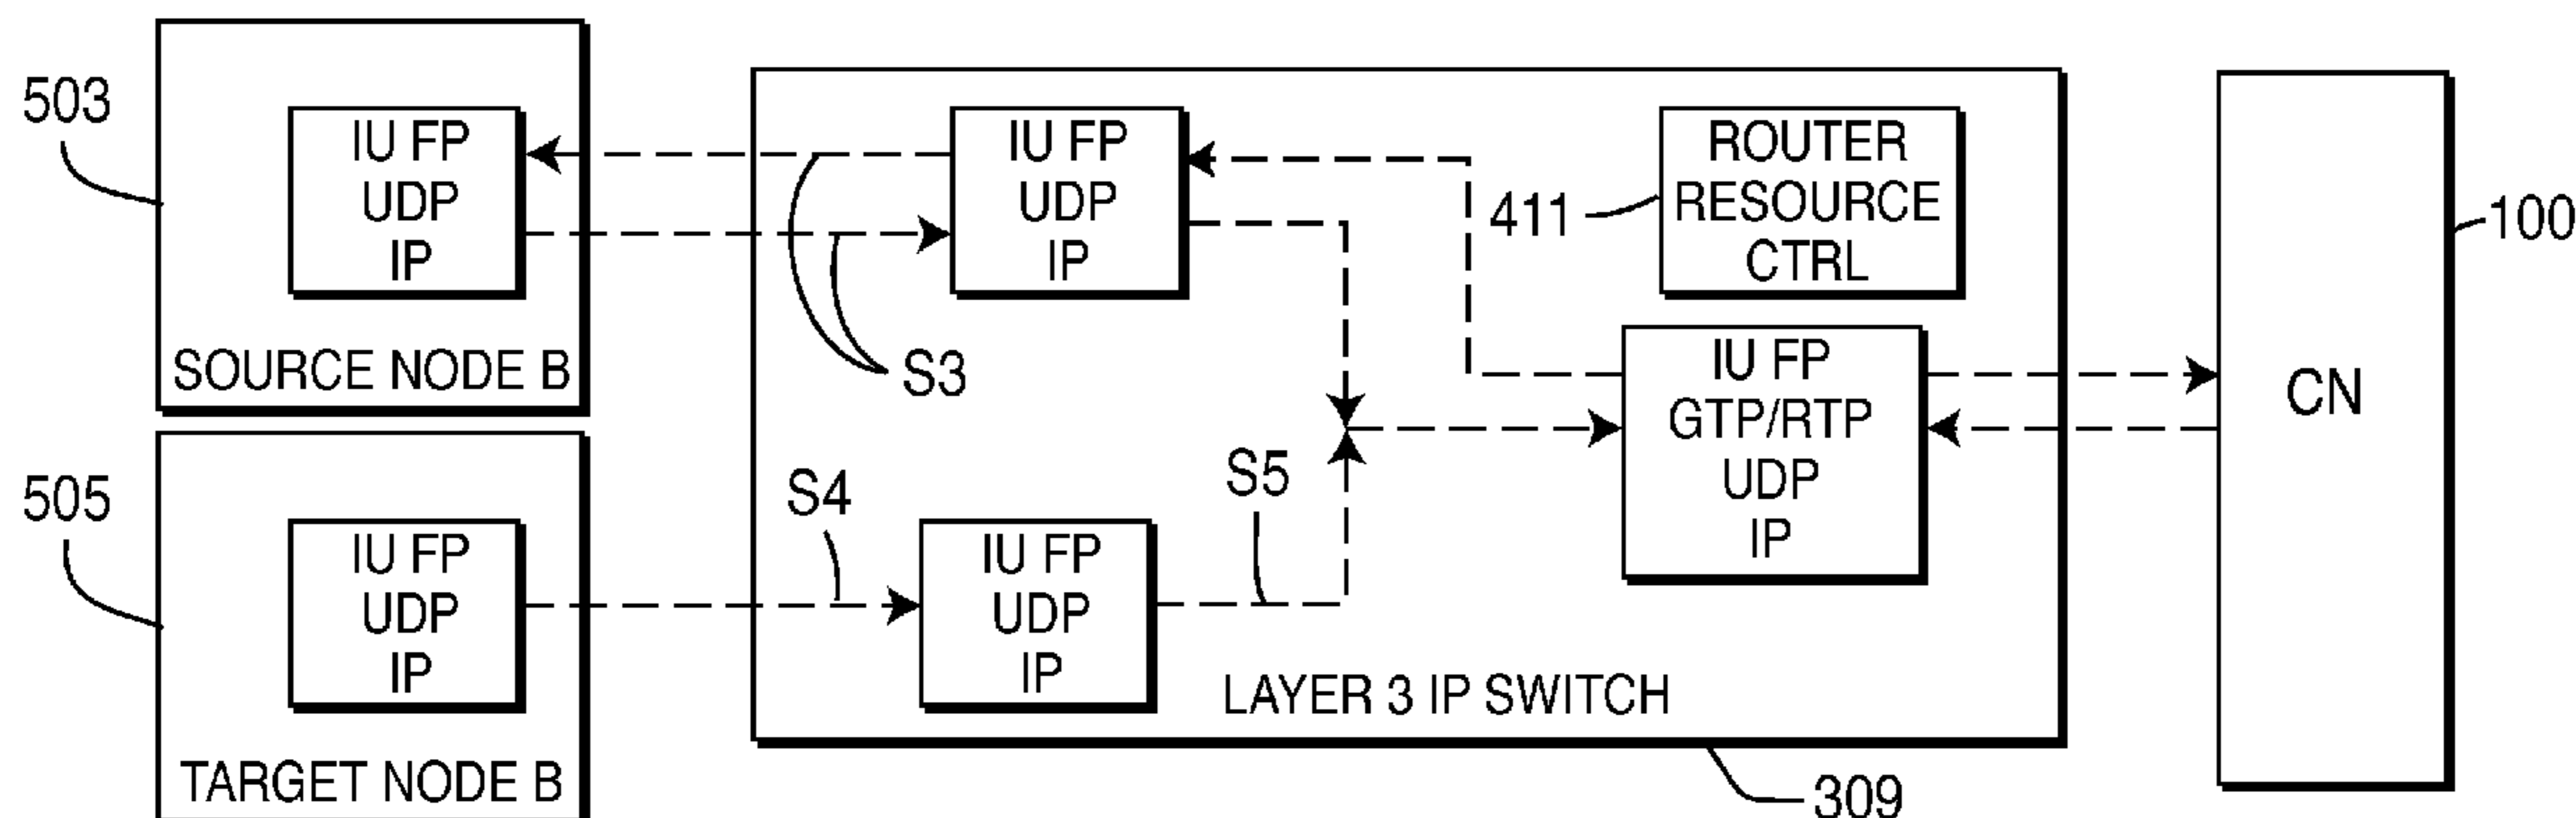 503
IU FP
UDP
IP
SOURCE NODE B
505
IU FP
UDP
IP
TARGET NODE B
S3
S4
IU FP
UDP
IP
IU FP
UDP
IP
S5
411
ROUTER
RESOURCE
CTRL
IU FP
GTP/RTP
UDP
IP
LAYER 3 IP SWITCH
309
CN
100